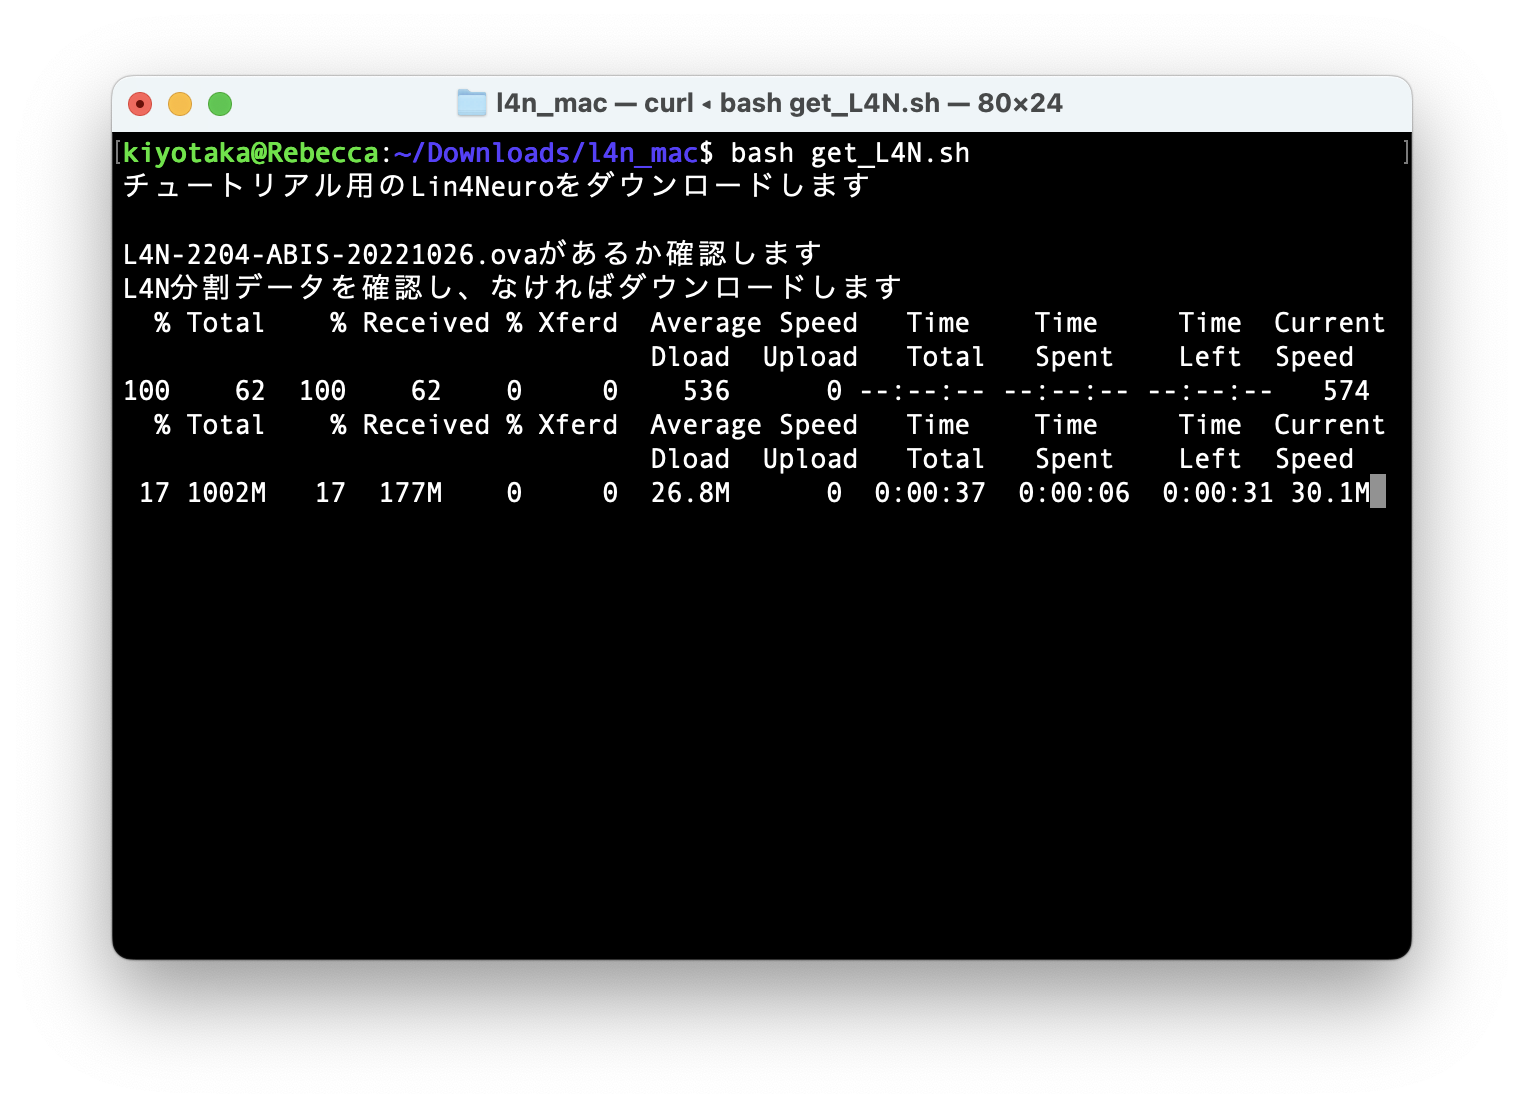 l4n_mac — curl ◂ bash get_L4N.sh — 80×24
[kiyotaka@Rebecca:~/Downloads/l4n_mac$ bash get_L4N.sh ]
チュートリアル用のLin4Neuroをダウンロードします
L4N-2204-ABIS-20221026.ovaがあるか確認します
L4N分割データを確認し、なければダウンロードします
  % Total    % Received % Xferd  Average Speed   Time    Time     Time  Current
                                 Dload  Upload   Total   Spent    Left  Speed
100    62  100    62    0     0    536      0 --:--:-- --:--:-- --:--:--   574
  % Total    % Received % Xferd  Average Speed   Time    Time     Time  Current
                                 Dload  Upload   Total   Spent    Left  Speed
 17 1002M   17  177M    0     0  26.8M      0  0:00:37  0:00:06  0:00:31 30.1M